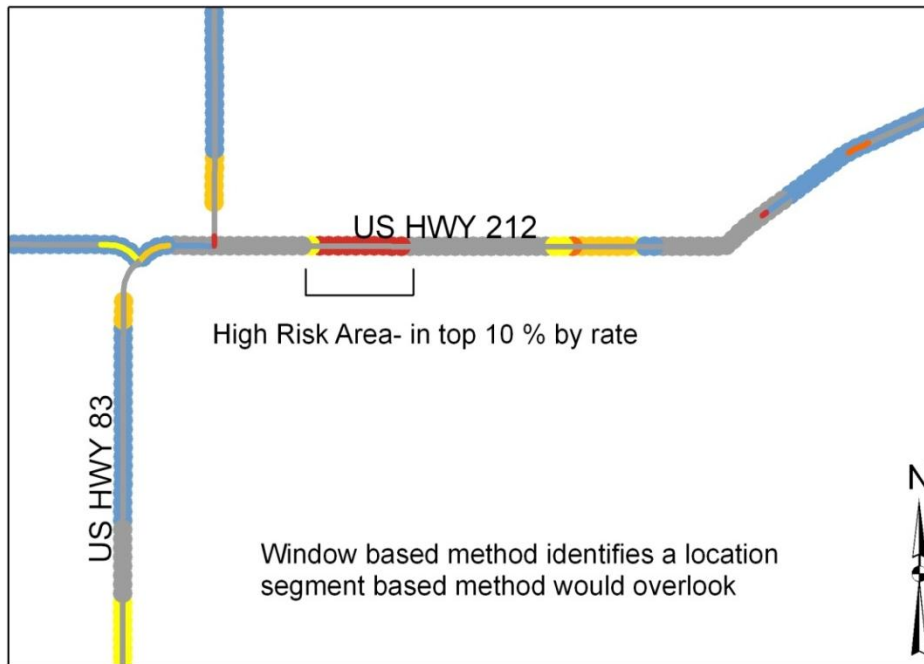 US HWY 212
High Risk Area- in top 10 % by rate
US HWY 83
N
Window based method identifies a location
segment based method would overlook